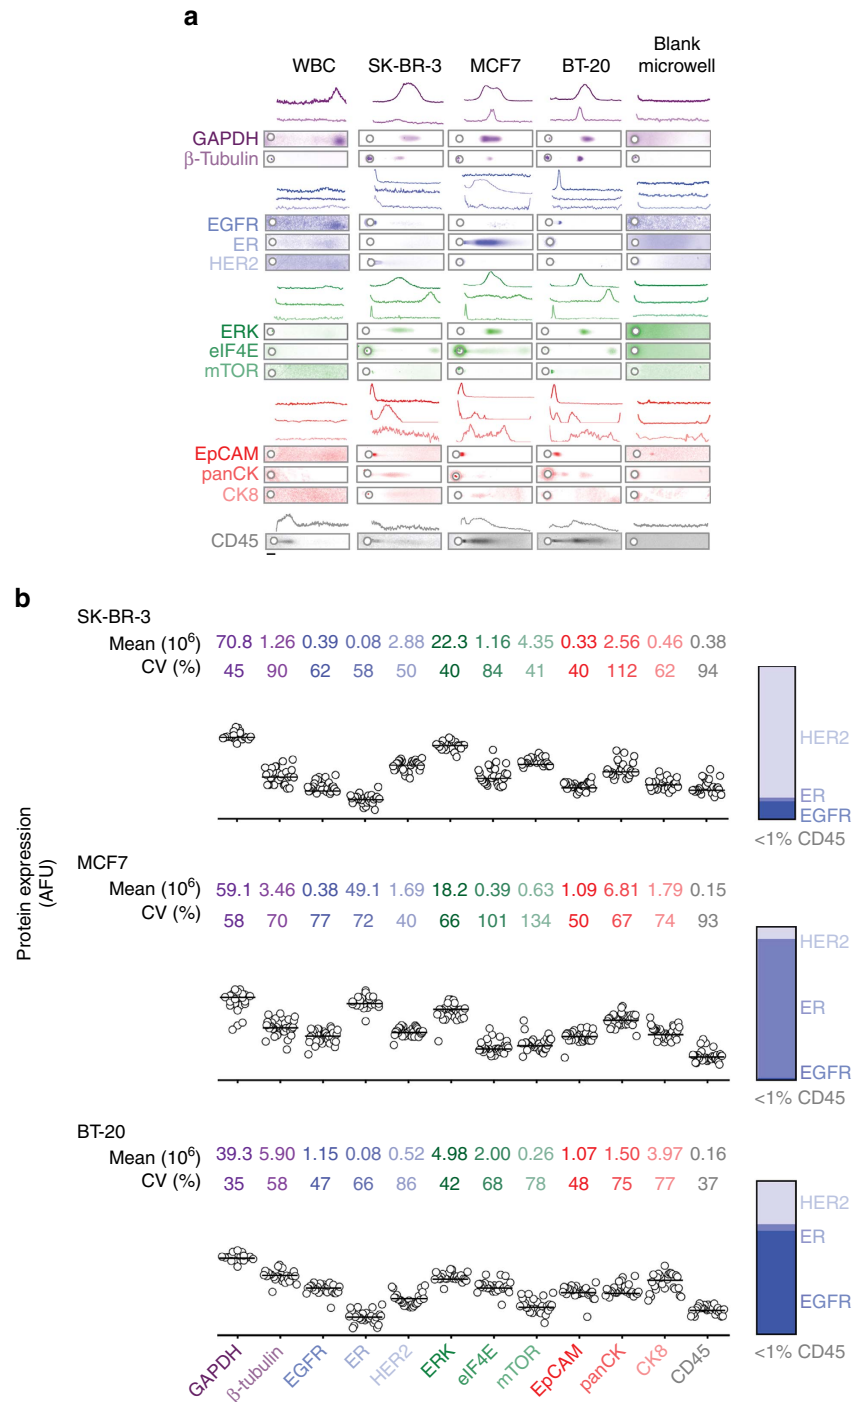 a
WBC SK-BR-3 MCF7 BT-20 Blank microwell
GAPDH
β-Tubulin
EGFR
ER
HER2
ERK
eIF4E
mTOR
EpCAM
panCK
CK8
CD45
b
Protein expression
(AFU)
SK-BR-3
Mean (10⁶) 70.8 1.26 0.39 0.08 2.88 22.3 1.16 4.35 0.33 2.56 0.46 0.38
CV (%) 45 90 62 58 50 40 84 41 40 112 62 94
HER2
ER
EGFR
<1% CD45
MCF7
Mean (10⁶) 59.1 3.46 0.38 49.1 1.69 18.2 0.39 0.63 1.09 6.81 1.79 0.15
CV (%) 58 70 77 72 40 66 101 134 50 67 74 93
HER2
ER
EGFR
<1% CD45
BT-20
Mean (10⁶) 39.3 5.90 1.15 0.08 0.52 4.98 2.00 0.26 1.07 1.50 3.97 0.16
CV (%) 35 58 47 66 86 42 68 78 48 75 77 37
HER2
ER
EGFR
<1% CD45
GAPDH β-tubulin EGFR ER HER2 ERK eIF4E mTOR EpCAM panCK CK8 CD45